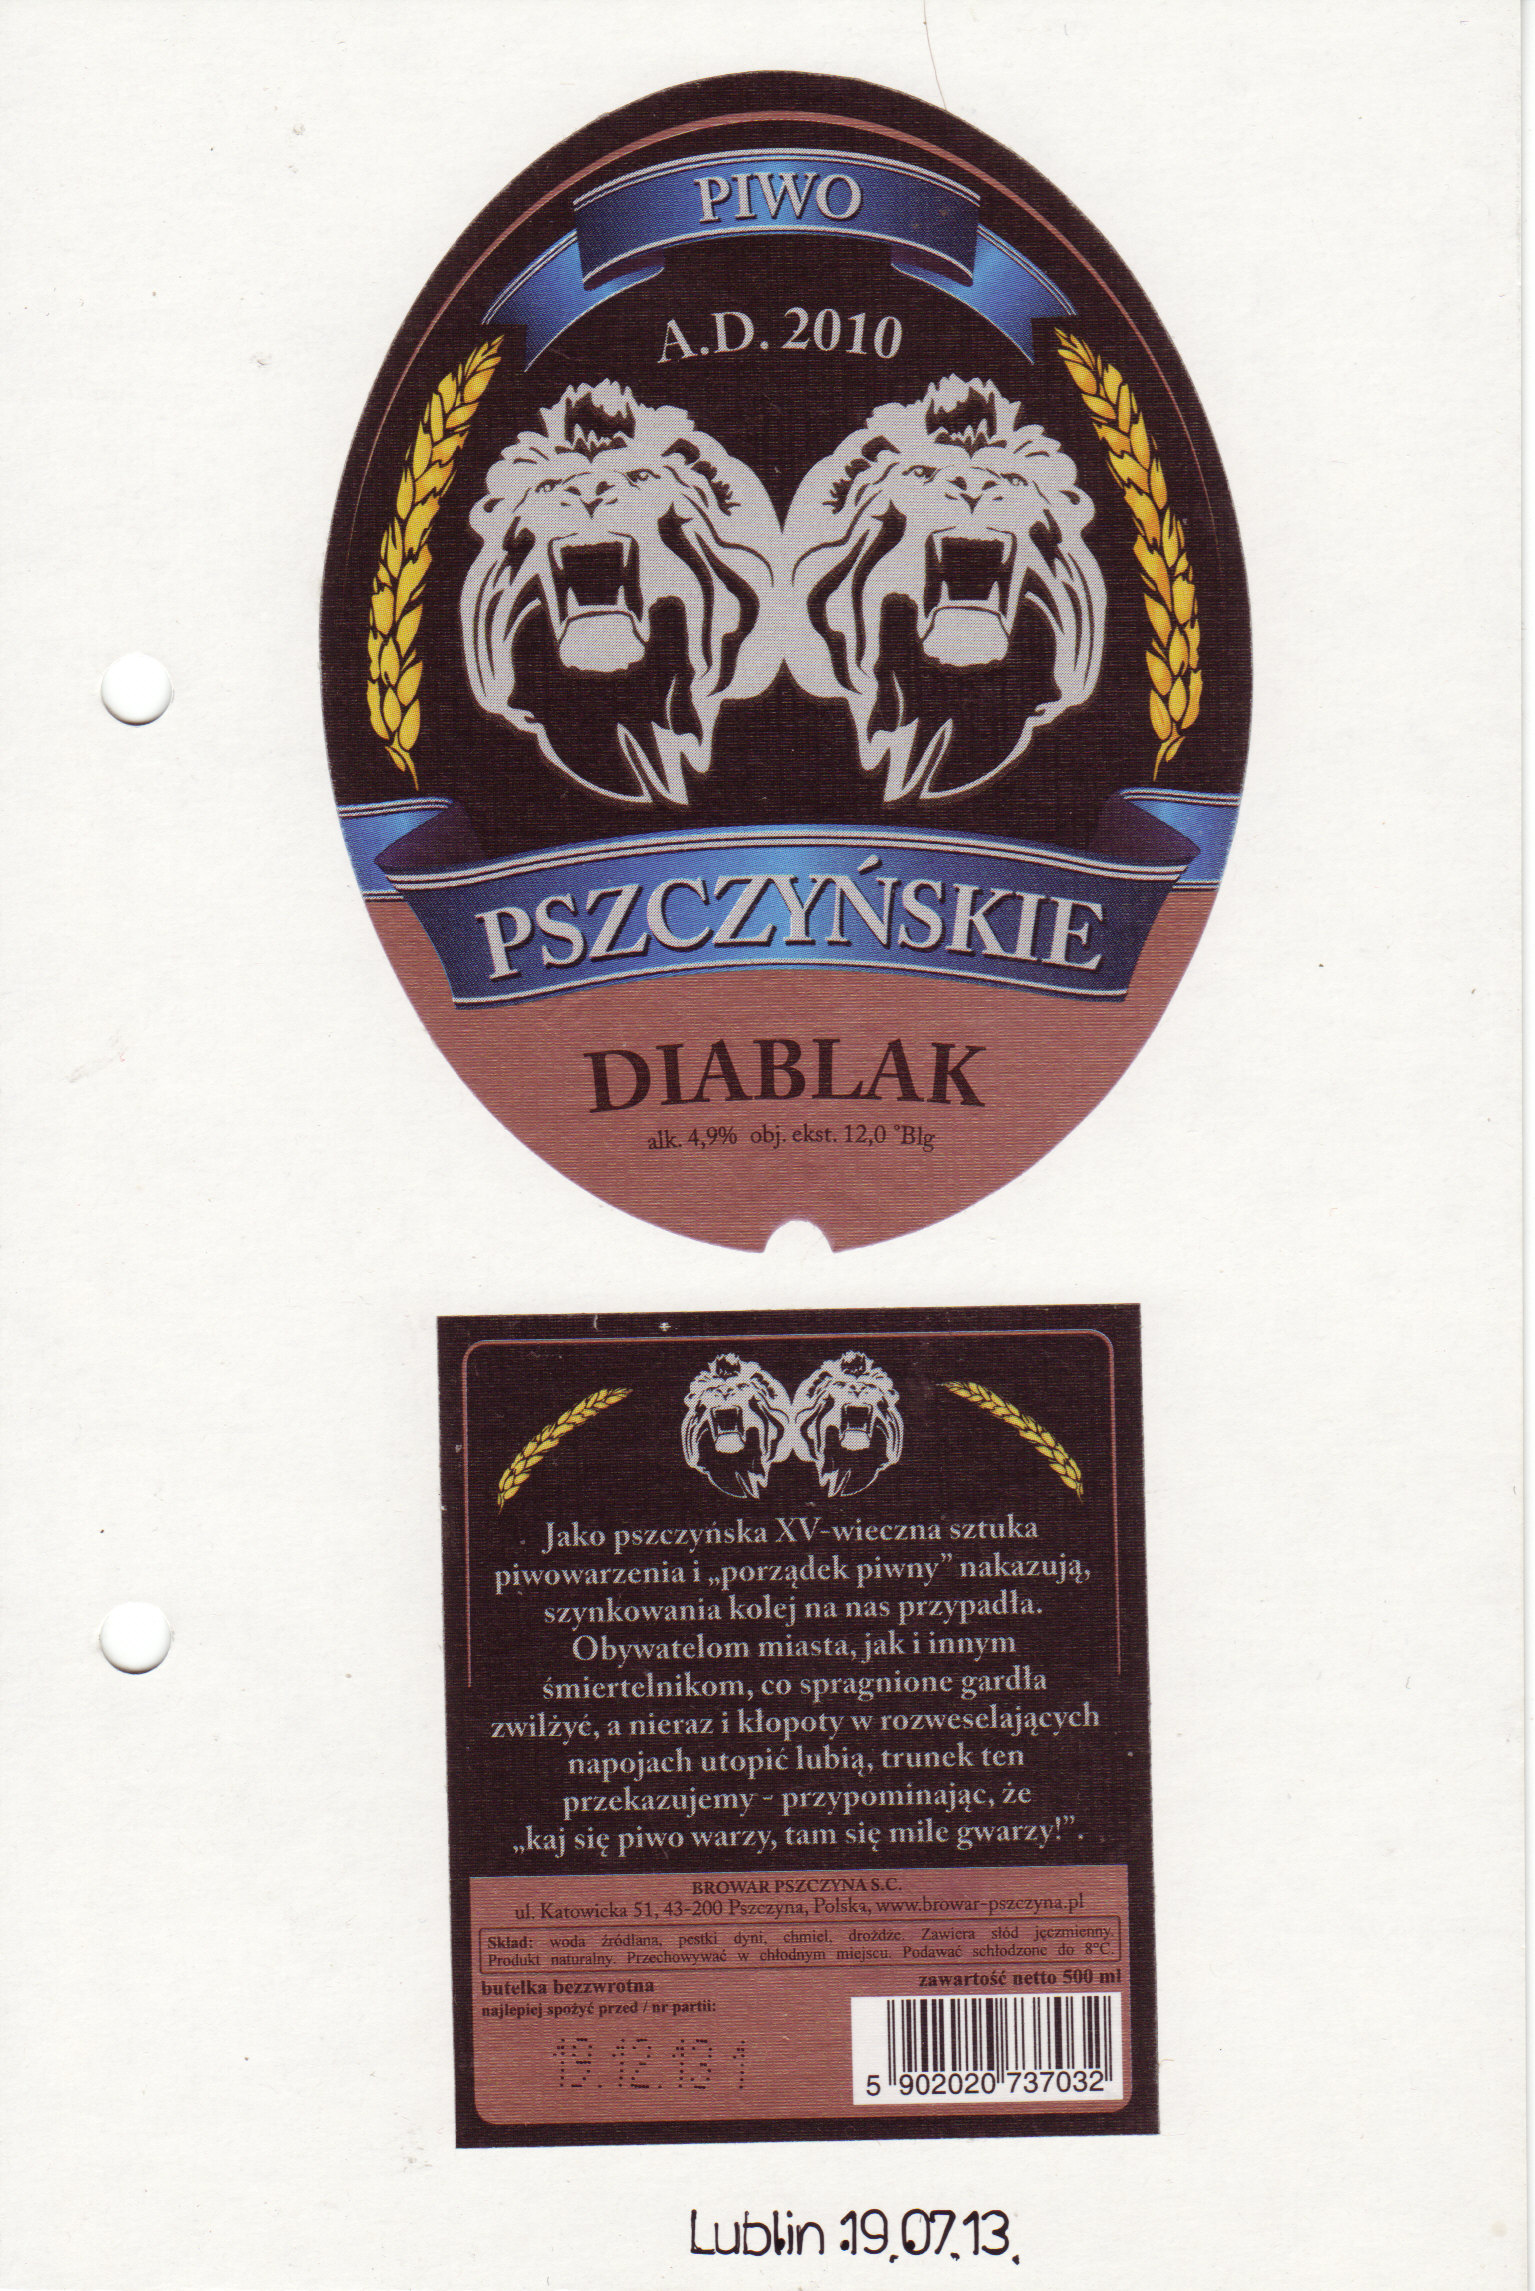 PIWO
A.D. 2010
PSZCZYŃSKIE
DIABLAK
alk. 4,9% obj. ekst. 12,0 °Blg
Jako pszczyńska XV-wieczna sztuka
piwowarzenia i „porządek piwny” nakazują,
szynkowania kolej na nas przypadła.
Obywatelom miasta, jak i innym
śmiertelnikom, co spragnione gardła
zwilżyć, a nieraz i kłopoty w rozweselających
napojach utopić lubią, trunek ten
przekazujemy - przypominając, że
„kaj się piwo warzy, tam się mile gwarzy!”.
BROWAR PSZCZYNA S.C.
ul. Katowicka 51, 43-200 Pszczyna, Polska, www.browar-pszczyna.pl
Skład: woda źródlana, pestki dyni, chmiel, drożdże. Zawiera słód jęczmienny.
Produkt naturalny. Przechowywać w chłodnym miejscu. Podawać schłodzone do 8°C.
butelka bezzwrotna zawartość netto 500 ml
najlepiej spożyć przed / nr partii:
19.12.13 1
5 902020 737032
Lublin 19.07.13.